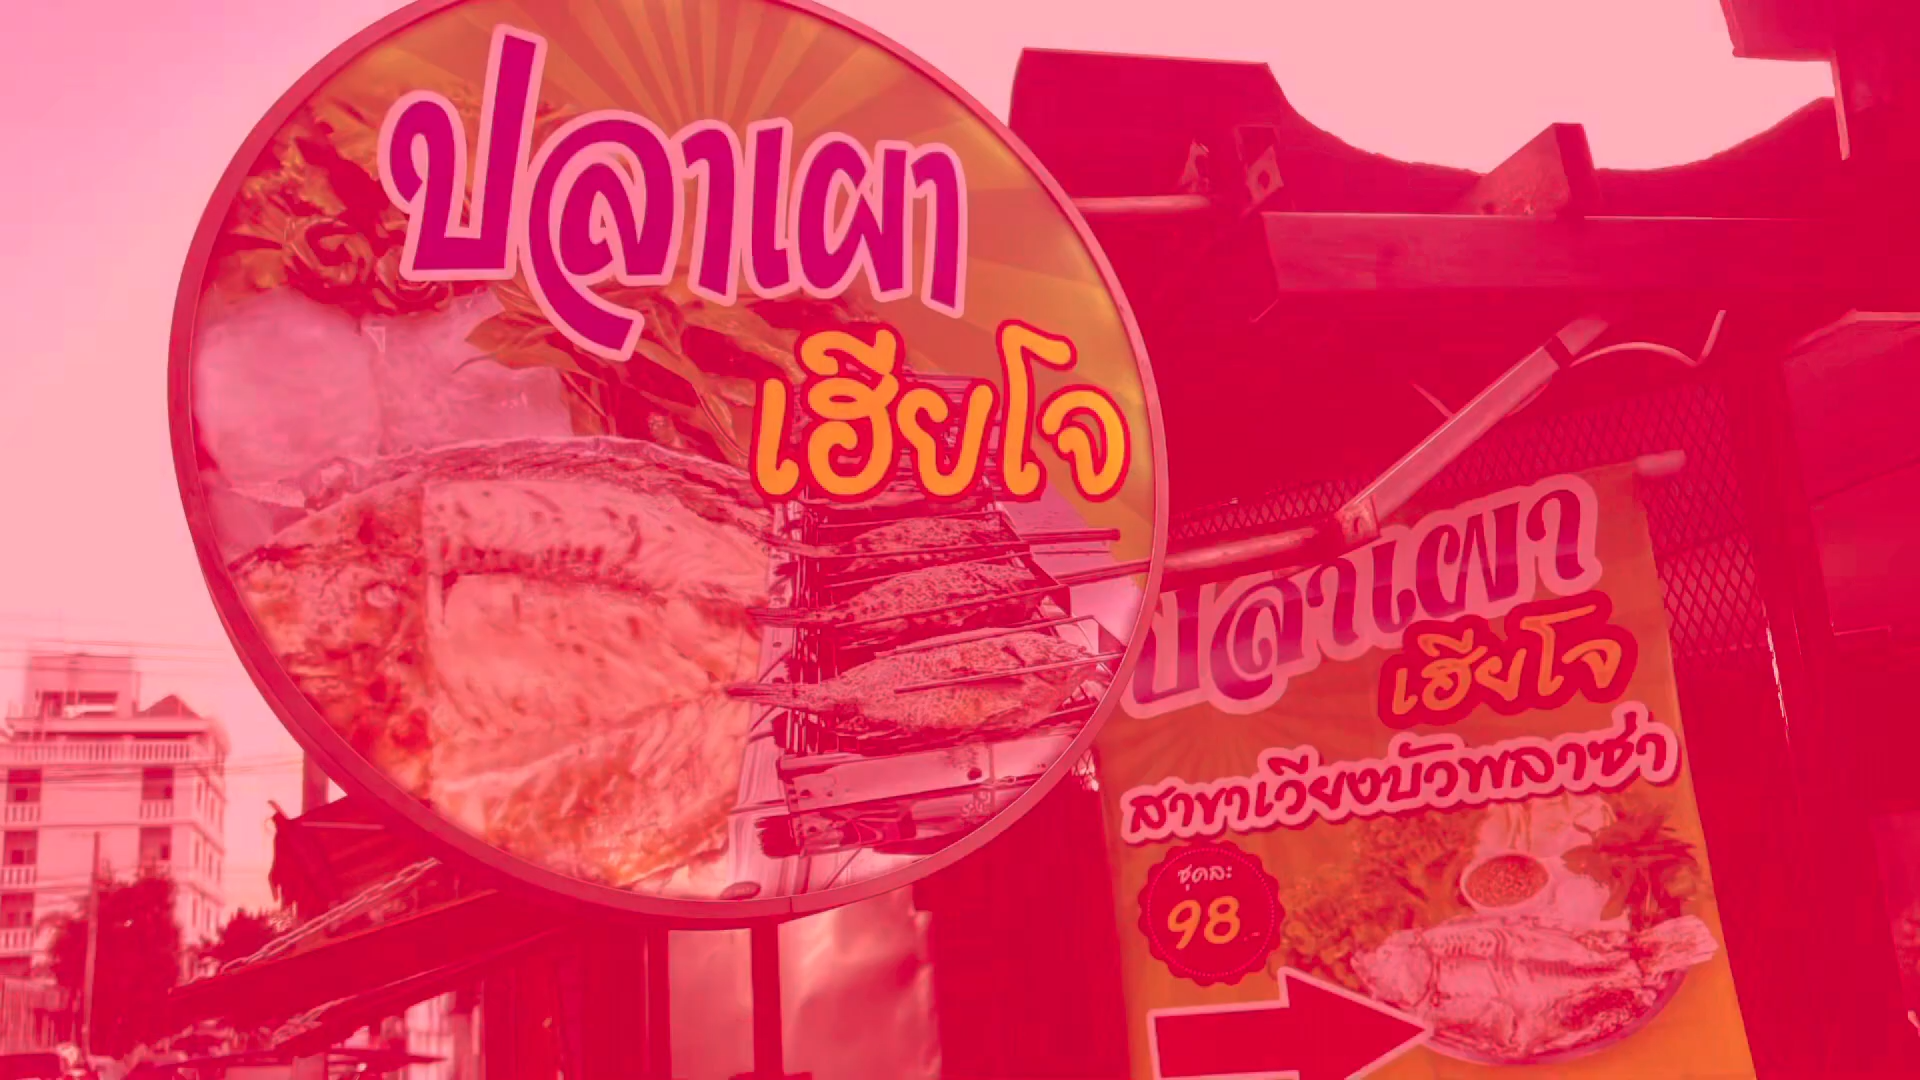 ปลาเผา
เฮียโจ
ปลาเผา
เฮียโจ
สาขาเวียงบัวพลาซ่า
ชุดละ
98.-